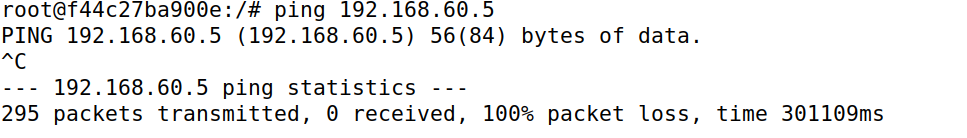 root@f44c27ba900e:/# ping 192.168.60.5
PING 192.168.60.5 (192.168.60.5) 56(84) bytes of data.
^C
--- 192.168.60.5 ping statistics ---
295 packets transmitted, 0 received, 100% packet loss, time 301109ms